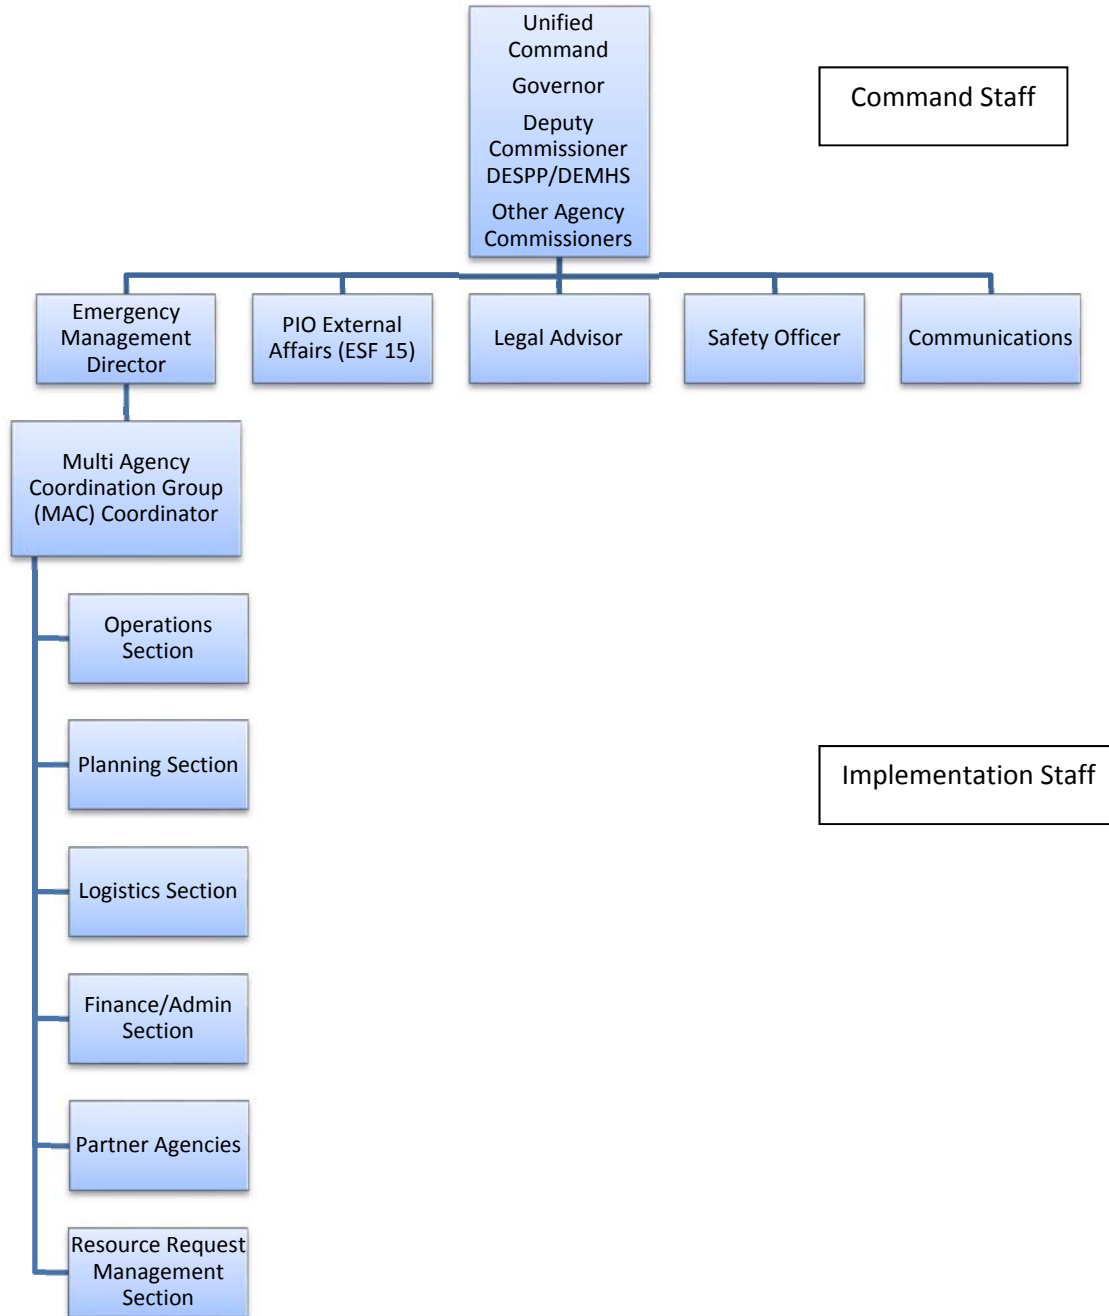 Unified
Command
Governor
Deputy
Commissioner
DESPP/DEMHS
Other Agency
Commissioners
Command Staff
Emergency
Management
Director
PIO External
Affairs (ESF 15)
Legal Advisor
Safety Officer
Communications
Multi Agency
Coordination Group
(MAC) Coordinator
Operations
Section
Planning Section
Implementation Staff
Logistics Section
Finance/Admin
Section
Partner Agencies
Resource Request
Management
Section